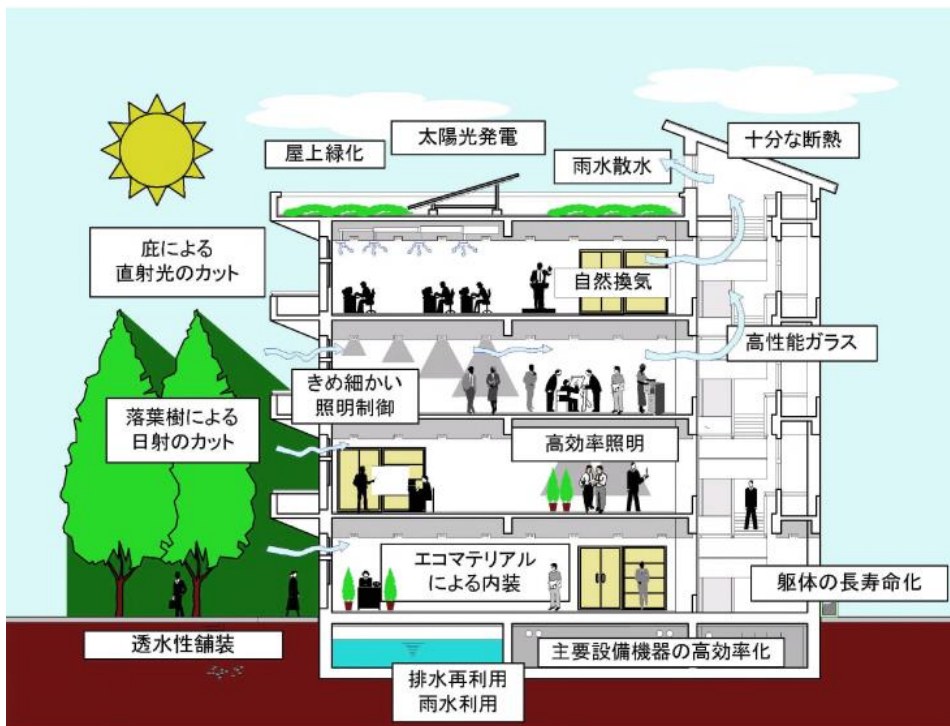 太陽光発電
屋上緑化
十分な断熱
雨水散水
庇による
直射光のカット
自然換気
高性能ガラス
きめ細かい
照明制御
落葉樹による
日射のカット
高効率照明
エコマテリアル
による内装
躯体の長寿命化
透水性舗装
主要設備機器の高効率化
排水再利用
雨水利用